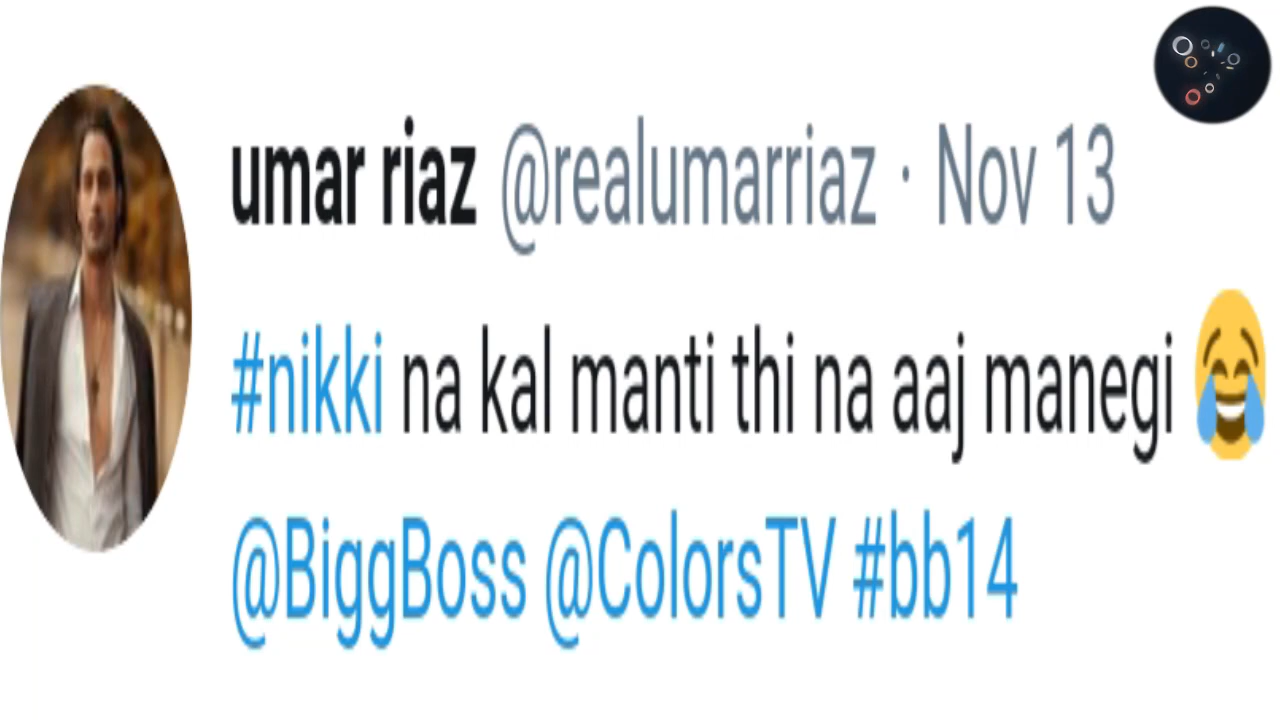 umar riaz @realumarriaz · Nov 13
#nikki na kal manti thi na aaj manegi 😂
@BiggBoss @ColorsTV #bb14